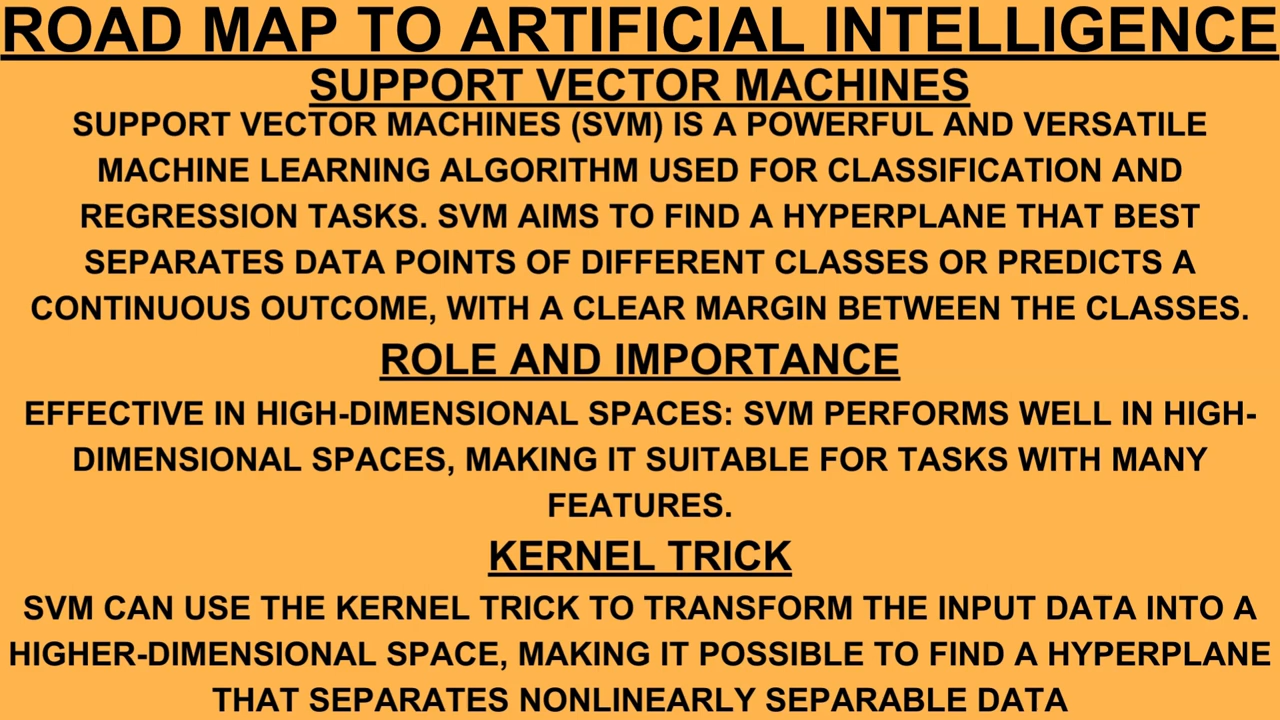 ROAD MAP TO ARTIFICIAL INTELLIGENCE
SUPPORT VECTOR MACHINES
SUPPORT VECTOR MACHINES (SVM) IS A POWERFUL AND VERSATILE
MACHINE LEARNING ALGORITHM USED FOR CLASSIFICATION AND
REGRESSION TASKS. SVM AIMS TO FIND A HYPERPLANE THAT BEST
SEPARATES DATA POINTS OF DIFFERENT CLASSES OR PREDICTS A
CONTINUOUS OUTCOME, WITH A CLEAR MARGIN BETWEEN THE CLASSES.
ROLE AND IMPORTANCE
EFFECTIVE IN HIGH-DIMENSIONAL SPACES: SVM PERFORMS WELL IN HIGH-
DIMENSIONAL SPACES, MAKING IT SUITABLE FOR TASKS WITH MANY
FEATURES.
KERNEL TRICK
SVM CAN USE THE KERNEL TRICK TO TRANSFORM THE INPUT DATA INTO A
HIGHER-DIMENSIONAL SPACE, MAKING IT POSSIBLE TO FIND A HYPERPLANE
THAT SEPARATES NONLINEARLY SEPARABLE DATA